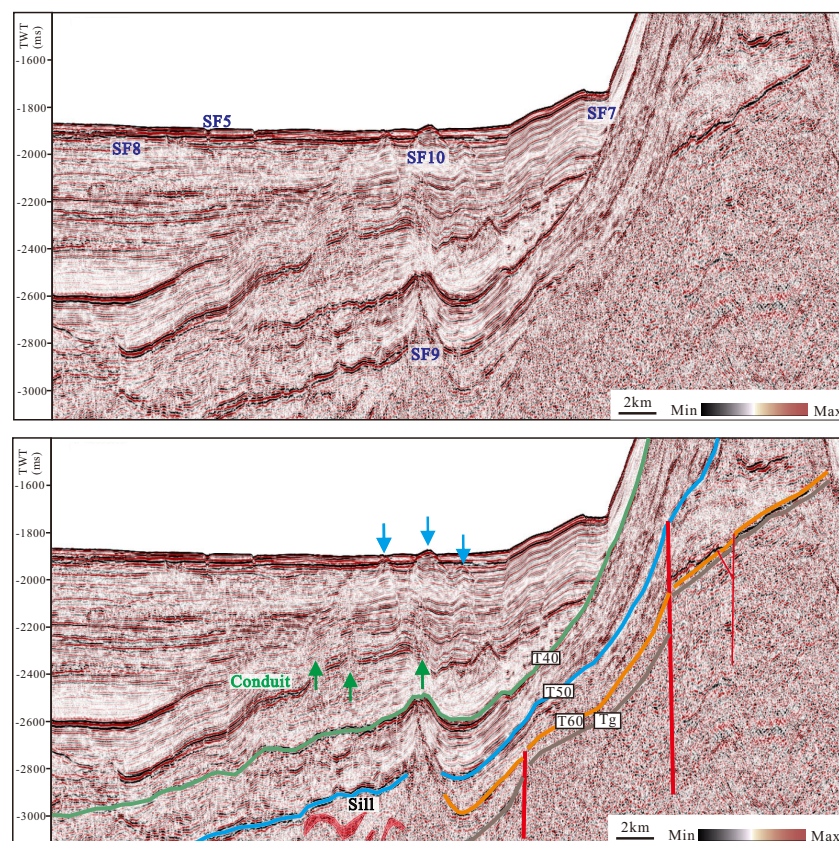 TWT
(ms)
-1600
-1800
-2000
-2200
-2400
-2600
-2800
-3000
SF5
SF8
SF10
SF7
SF9
2km
Min
Max
TWT
(ms)
-1600
-1800
-2000
-2200
-2400
-2600
-2800
-3000
Conduit
T40
T50
T60
Tg
Sill
2km
Min
Max